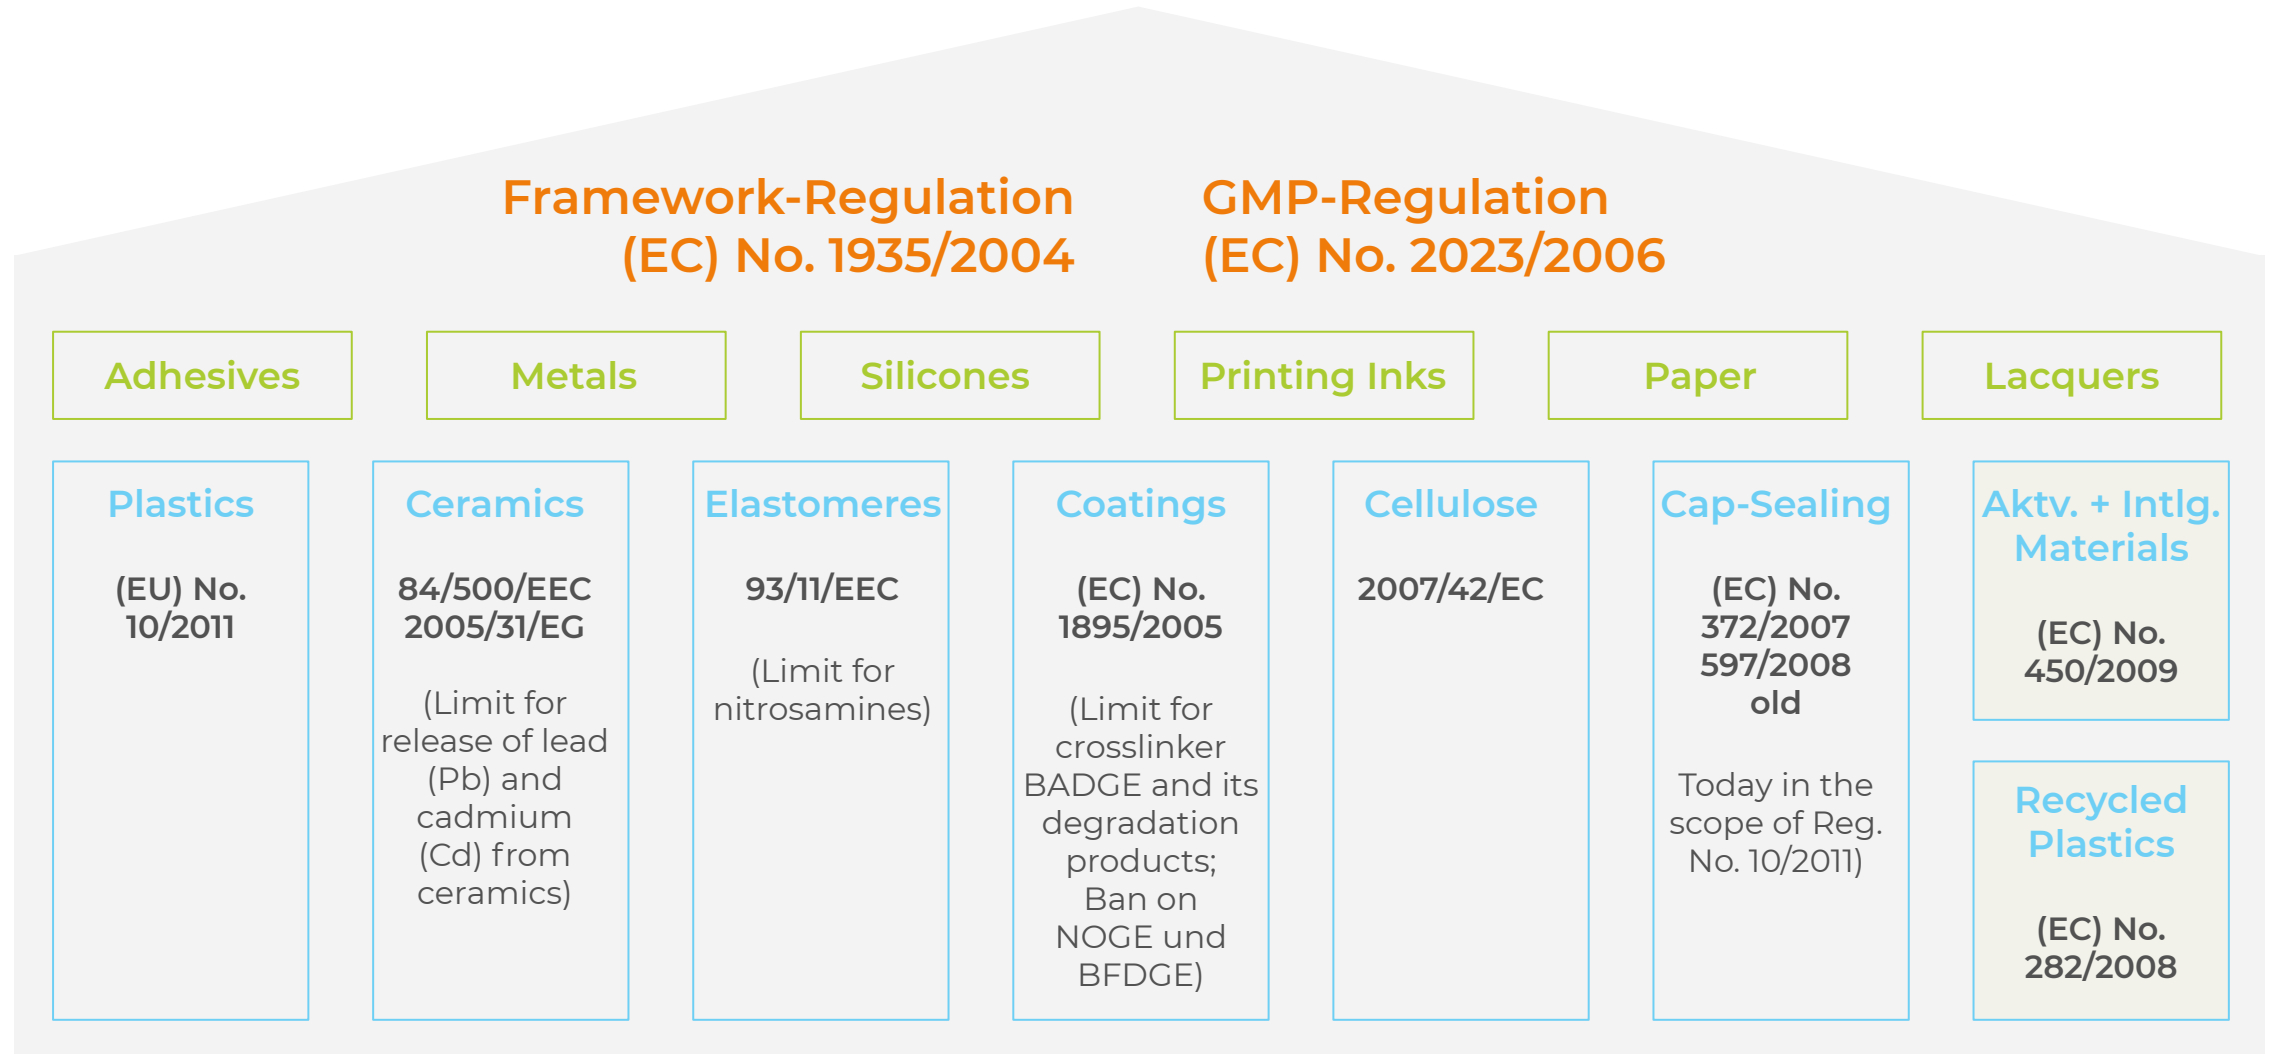 Framework-Regulation
(EC) No. 1935/2004
GMP-Regulation
(EC) No. 2023/2006
Adhesives
Metals
Silicones
Printing Inks
Paper
Lacquers
Plastics
(EU) No.
10/2011
Ceramics
84/500/EEC
2005/31/EG
(Limit for
release of lead
(Pb) and
cadmium
(Cd) from
ceramics)
Elastomeres
93/11/EEC
(Limit for
nitrosamines)
Coatings
(EC) No.
1895/2005
(Limit for
crosslinker
BADGE and its
degradation
products;
Ban on
NOGE und
BFDGE)
Cellulose
2007/42/EC
Cap-Sealing
(EC) No.
372/2007
597/2008
old
Today in the
scope of Reg.
No. 10/2011)
Aktv. + Intlg.
Materials
(EC) No.
450/2009
Recycled
Plastics
(EC) No.
282/2008